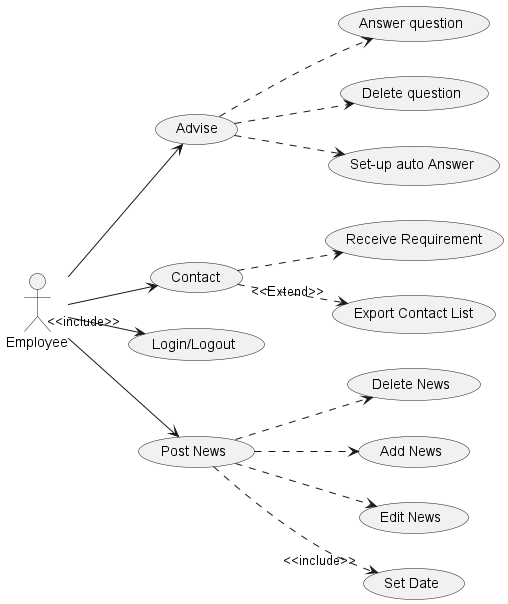 Answer question
Delete question
Advise
Set-up auto Answer
Receive Requirement
Contact
<<Extend>>
Export Contact List
<<include>>
Employee
Login/Logout
Delete News
Post News
Add News
Edit News
<<include>>
Set Date